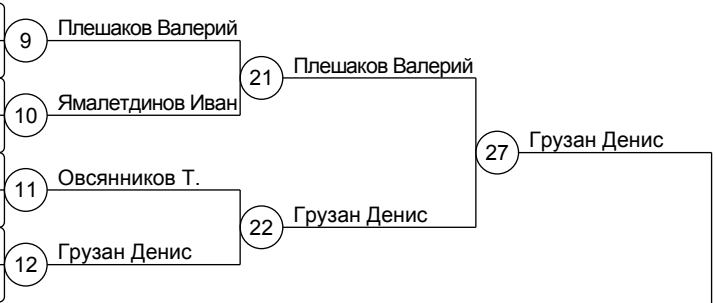 9 Плешаков Валерий
21 Плешаков Валерий
10 Ямалетдинов Иван
27 Грузан Денис
11 Овсянников Т.
22 Грузан Денис
12 Грузан Денис